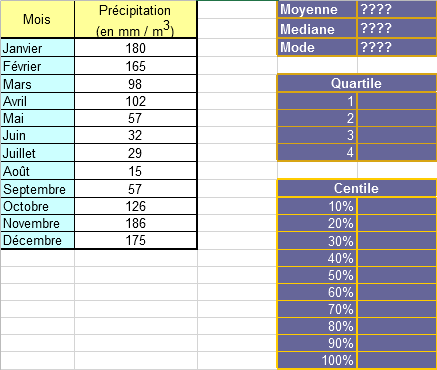 Mois Précipitation
(en mm / m3)
Janvier 180
Février 165
Mars 98
Avril 102
Mai 57
Juin 32
Juillet 29
Août 15
Septembre 57
Octobre 126
Novembre 186
Décembre 175
Moyenne ????
Mediane ????
Mode ????
Quartile
1
2
3
4
Centile
10%
20%
30%
40%
50%
60%
70%
80%
90%
100%